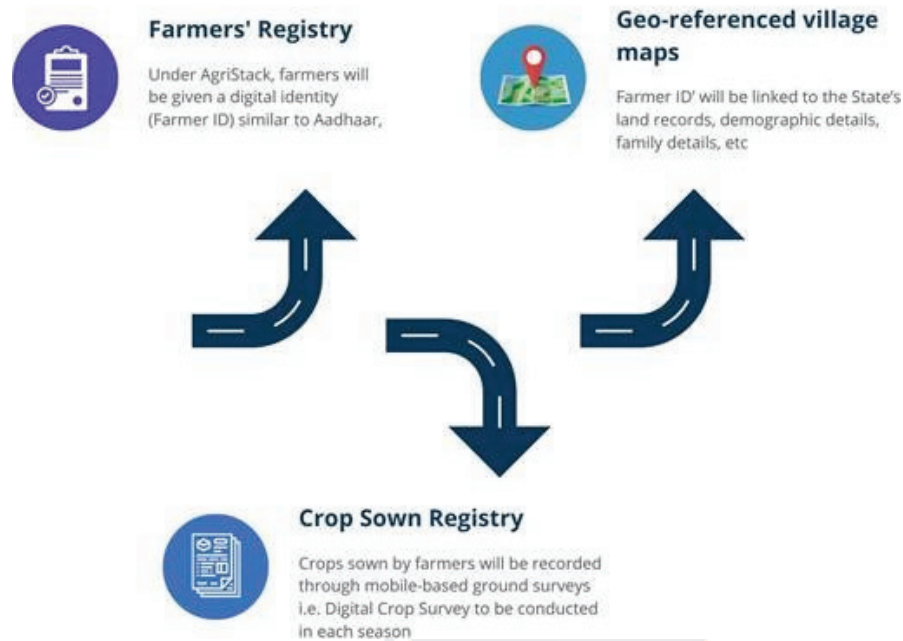 Farmers' Registry
Under AgriStack, farmers will
be given a digital identity
(Farmer ID) similar to Aadhaar,
Geo-referenced village
maps
Farmer ID' will be linked to the State's
land records, demographic details,
family details, etc
Crop Sown Registry
Crops sown by farmers will be recorded
through mobile-based ground surveys
i.e. Digital Crop Survey to be conducted
in each season